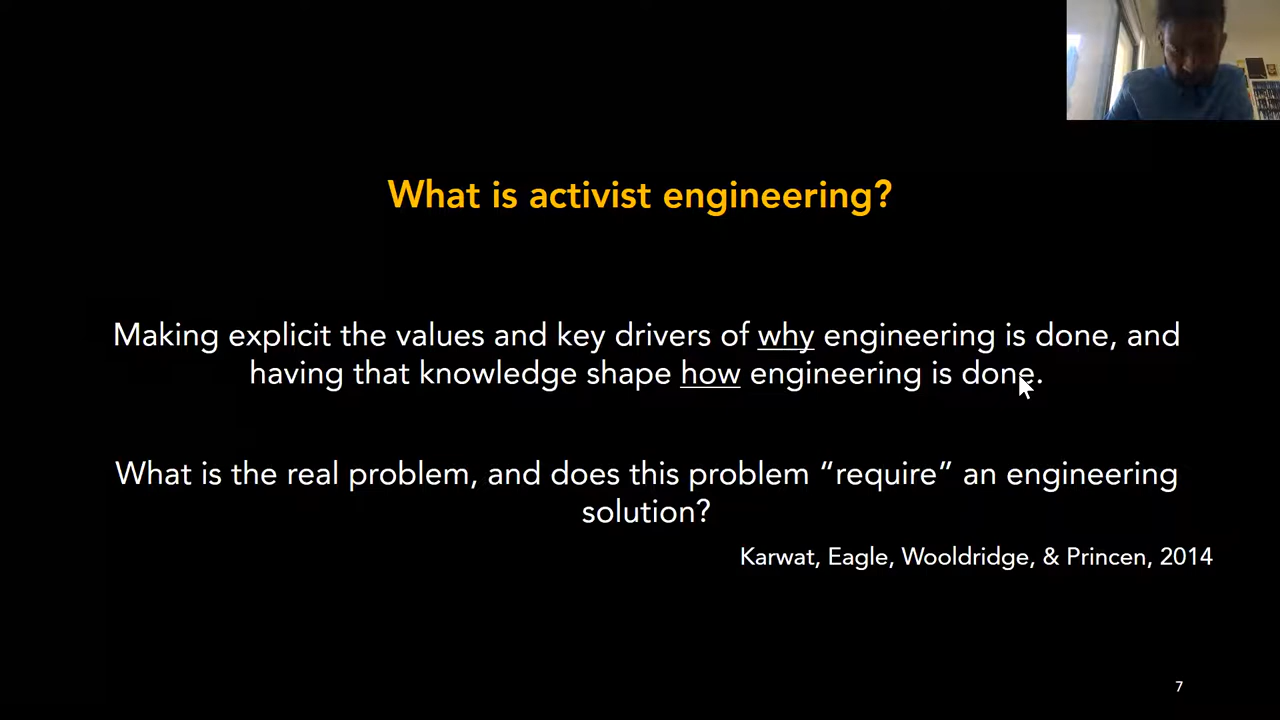 What is activist engineering?
Making explicit the values and key drivers of why engineering is done, and
having that knowledge shape how engineering is done.
What is the real problem, and does this problem “require” an engineering
solution?
Karwat, Eagle, Wooldridge, & Princen, 2014
7